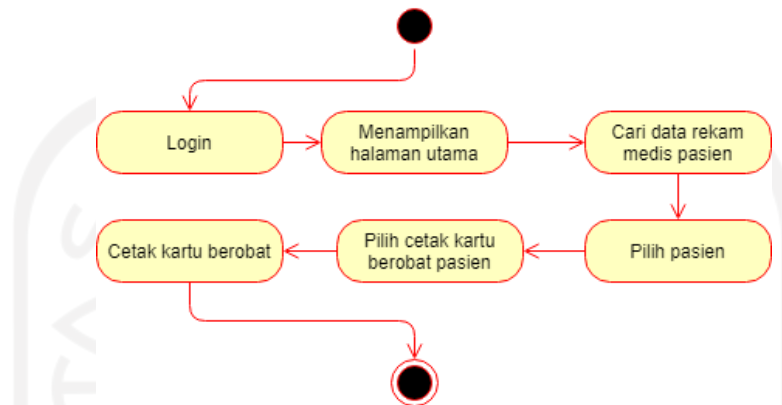 Login
Menampilkan
halaman utama
Cari data rekam
medis pasien
Pilih pasien
Pilih cetak kartu
berobat pasien
Cetak kartu berobat